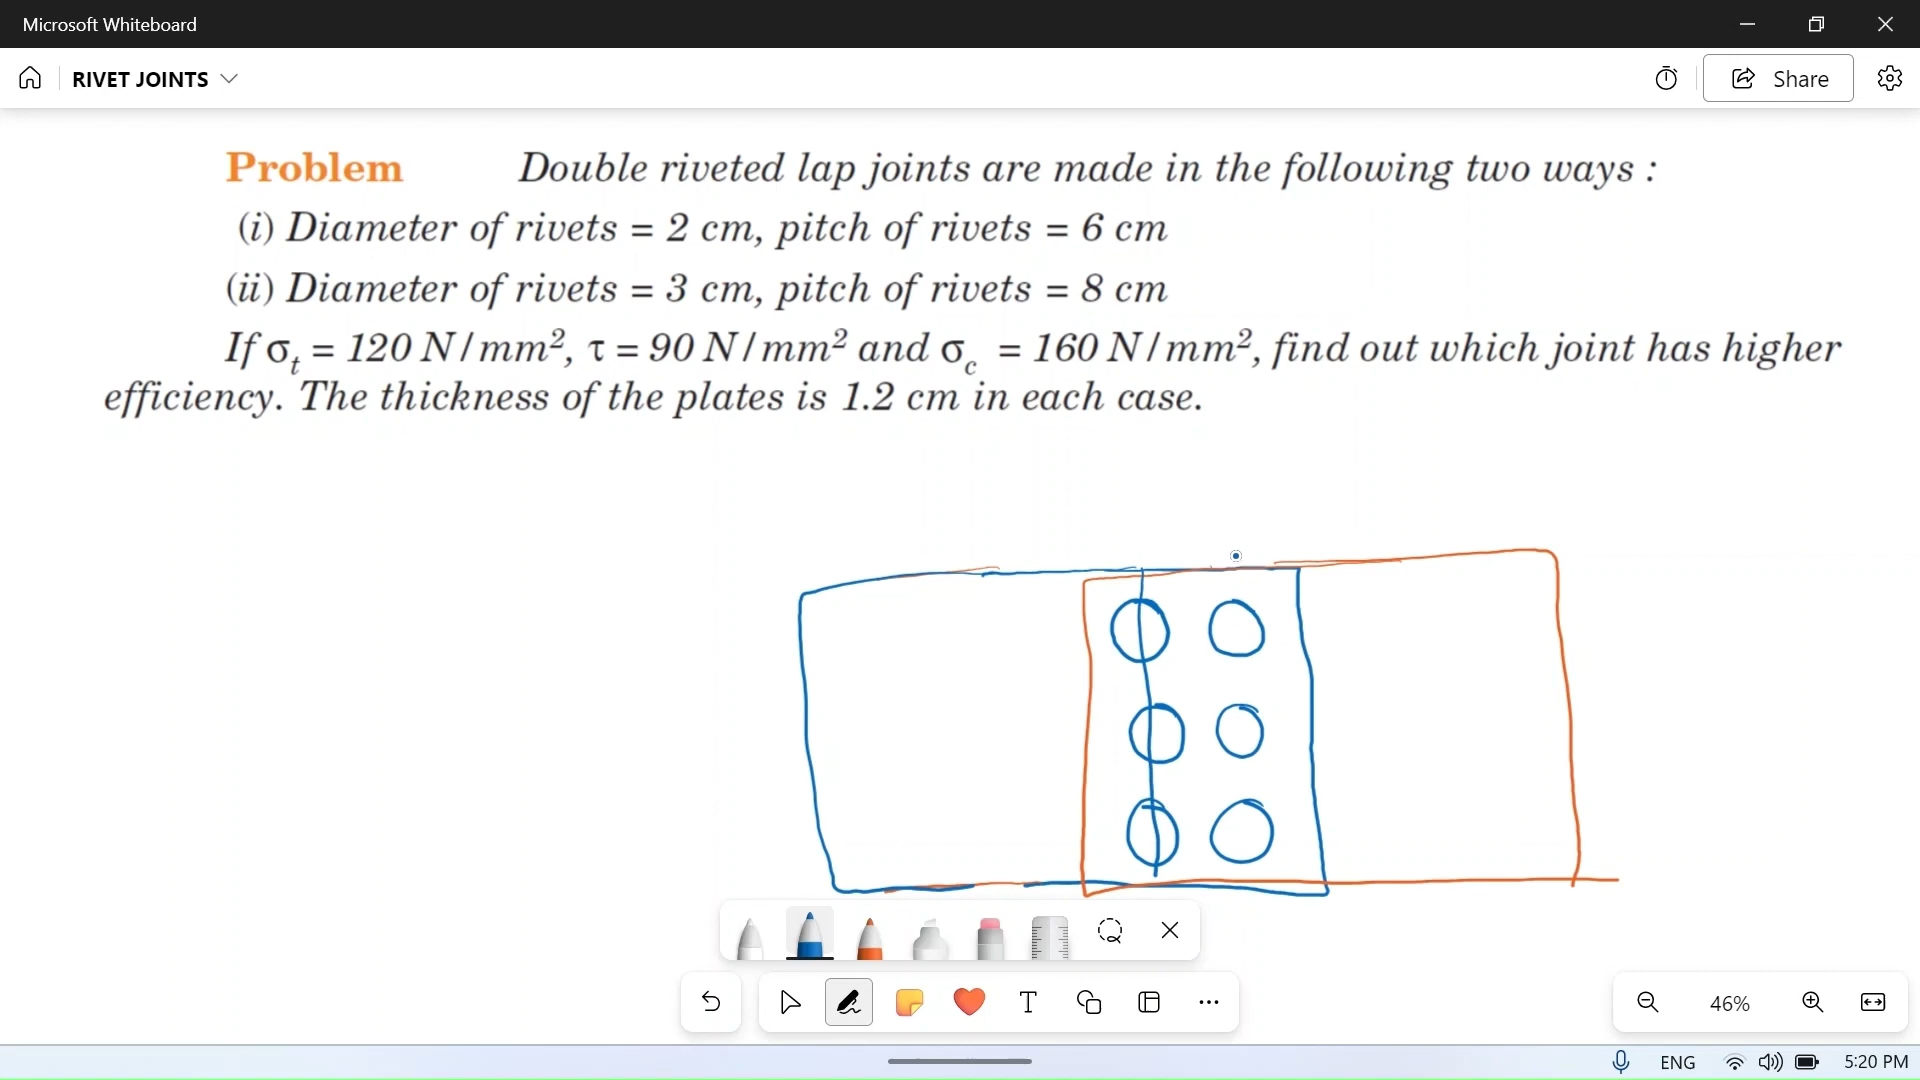 Microsoft Whiteboard
RIVET JOINTS
Share
Problem Double riveted lap joints are made in the following two ways :
(i) Diameter of rivets = 2 cm, pitch of rivets = 6 cm
(ii) Diameter of rivets = 3 cm, pitch of rivets = 8 cm
If σₜ = 120 N/mm², τ = 90 N/mm² and σ_c = 160 N/mm², find out which joint has higher
efficiency. The thickness of the plates is 1.2 cm in each case.
46%
ENG
5:20 PM